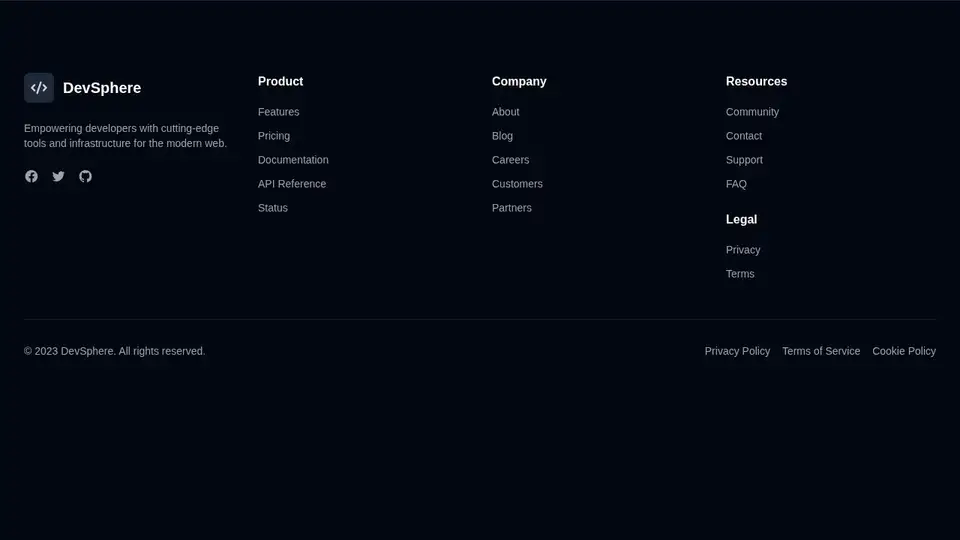 DevSphere
Empowering developers with cutting-edge
tools and infrastructure for the modern web.
Product
Features
Pricing
Documentation
API Reference
Status
Company
About
Blog
Careers
Customers
Partners
Resources
Community
Contact
Support
FAQ
Legal
Privacy
Terms
© 2023 DevSphere. All rights reserved.
Privacy Policy Terms of Service Cookie Policy